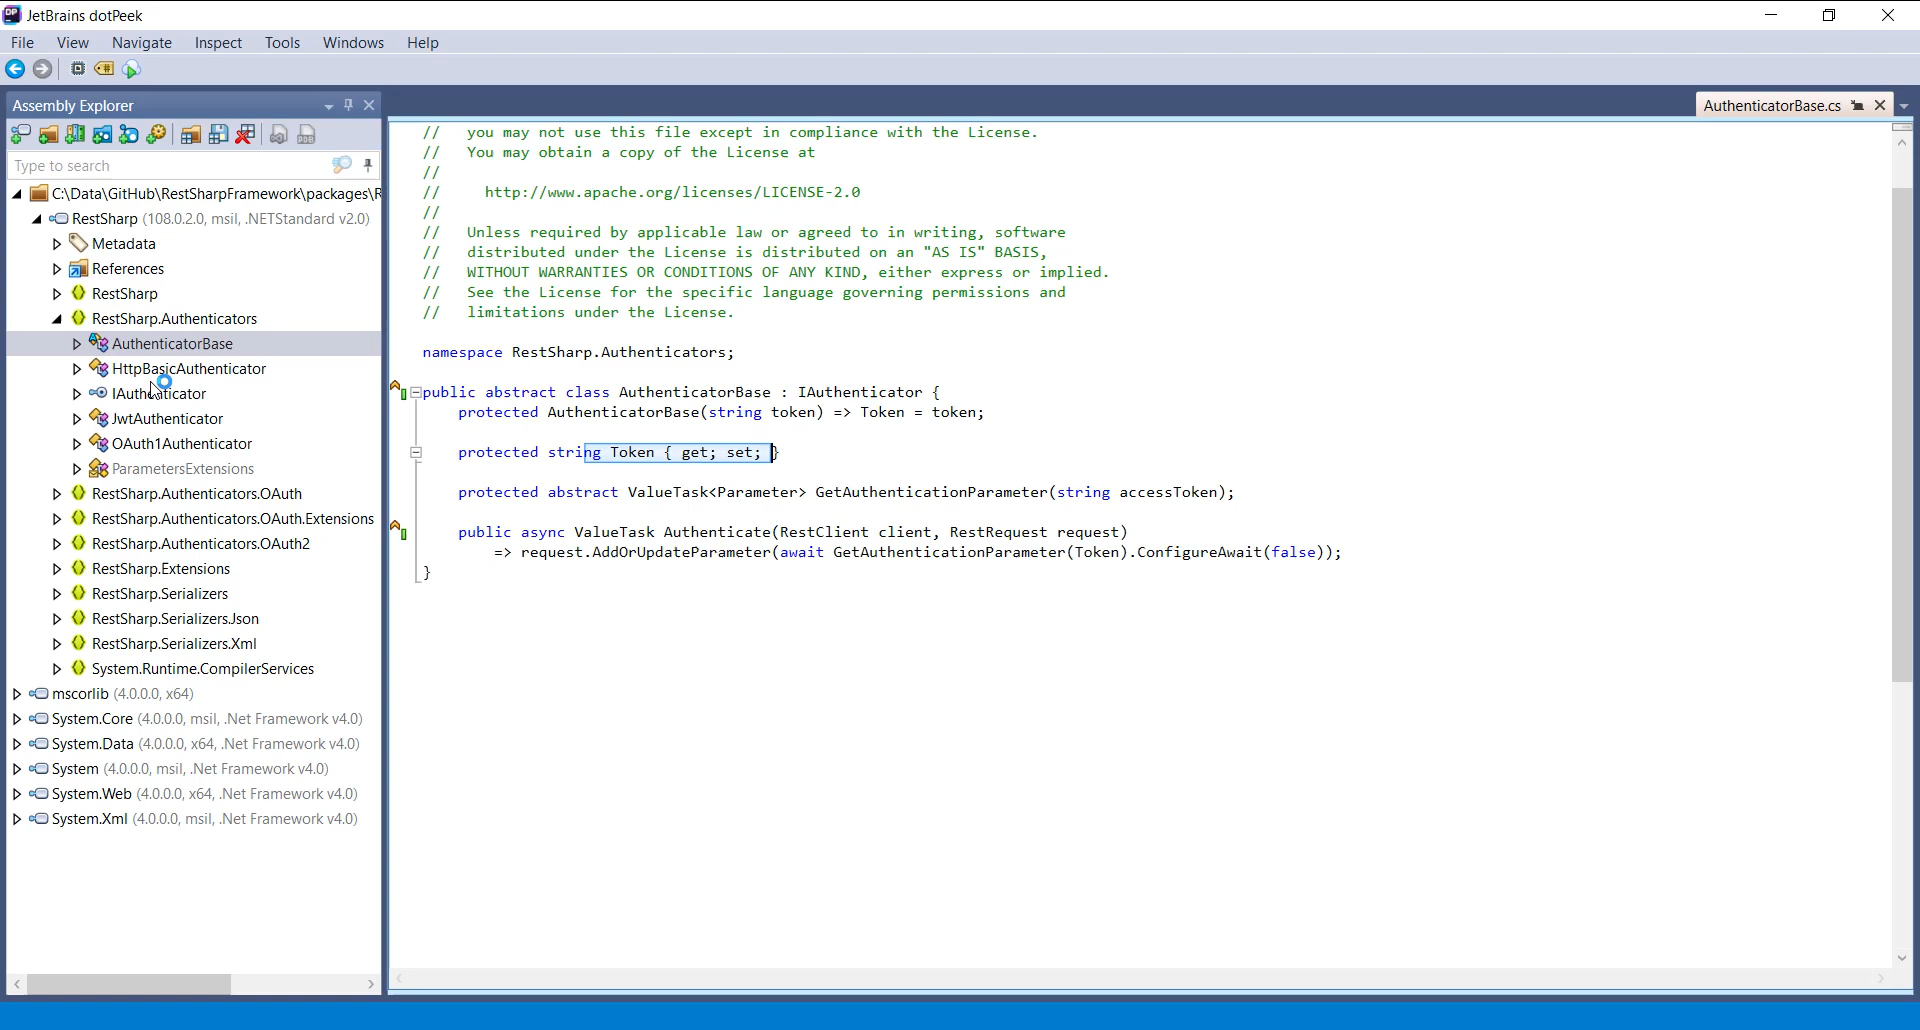 JetBrains dotPeek
File View Navigate Inspect Tools Windows Help
Assembly Explorer
Type to search
C:\Data\GitHub\RestSharpFramework\packages\R
RestSharp (108.0.2.0, msil, .NETStandard v2.0)
Metadata
References
RestSharp
RestSharp.Authenticators
AuthenticatorBase
HttpBasicAuthenticator
IAuthenticator
JwtAuthenticator
OAuth1Authenticator
ParametersExtensions
RestSharp.Authenticators.OAuth
RestSharp.Authenticators.OAuth.Extensions
RestSharp.Authenticators.OAuth2
RestSharp.Extensions
RestSharp.Serializers
RestSharp.Serializers.Json
RestSharp.Serializers.Xml
System.Runtime.CompilerServices
mscorlib (4.0.0.0, x64)
System.Core (4.0.0.0, msil, .Net Framework v4.0)
System.Data (4.0.0.0, x64, .Net Framework v4.0)
System (4.0.0.0, msil, .Net Framework v4.0)
System.Web (4.0.0.0, x64, .Net Framework v4.0)
System.Xml (4.0.0.0, msil, .Net Framework v4.0)
AuthenticatorBase.cs
//   you may not use this file except in compliance with the License.
//   You may obtain a copy of the License at
//
//     http://www.apache.org/licenses/LICENSE-2.0
//
//   Unless required by applicable law or agreed to in writing, software
//   distributed under the License is distributed on an "AS IS" BASIS,
//   WITHOUT WARRANTIES OR CONDITIONS OF ANY KIND, either express or implied.
//   See the License for the specific language governing permissions and
//   limitations under the License.
namespace RestSharp.Authenticators;
public abstract class AuthenticatorBase : IAuthenticator {
protected AuthenticatorBase(string token) => Token = token;
protected string Token { get; set; }
protected abstract ValueTask<Parameter> GetAuthenticationParameter(string accessToken);
public async ValueTask Authenticate(RestClient client, RestRequest request)
=> request.AddOrUpdateParameter(await GetAuthenticationParameter(Token).ConfigureAwait(false));
}